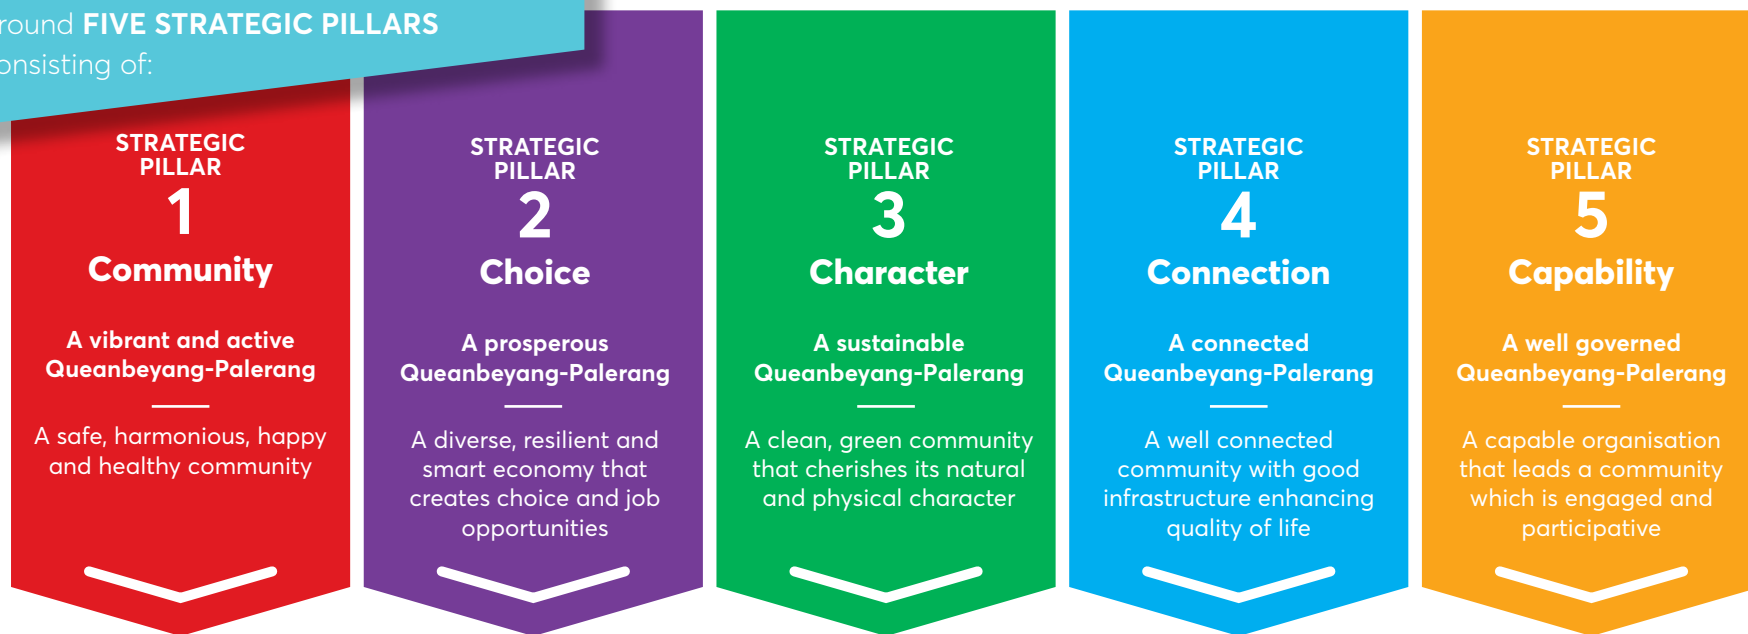 round FIVE STRATEGIC PILLARS
onsisting of:
STRATEGIC
PILLAR
1
Community
A vibrant and active
Queanbeyang-Palerang
A safe, harmonious, happy
and healthy community
STRATEGIC
PILLAR
2
Choice
A prosperous
Queanbeyang-Palerang
A diverse, resilient and
smart economy that
creates choice and job
opportunities
STRATEGIC
PILLAR
3
Character
A sustainable
Queanbeyang-Palerang
A clean, green community
that cherishes its natural
and physical character
STRATEGIC
PILLAR
4
Connection
A connected
Queanbeyang-Palerang
A well connected
community with good
infrastructure enhancing
quality of life
STRATEGIC
PILLAR
5
Capability
A well governed
Queanbeyang-Palerang
A capable organisation
that leads a community
which is engaged and
participative